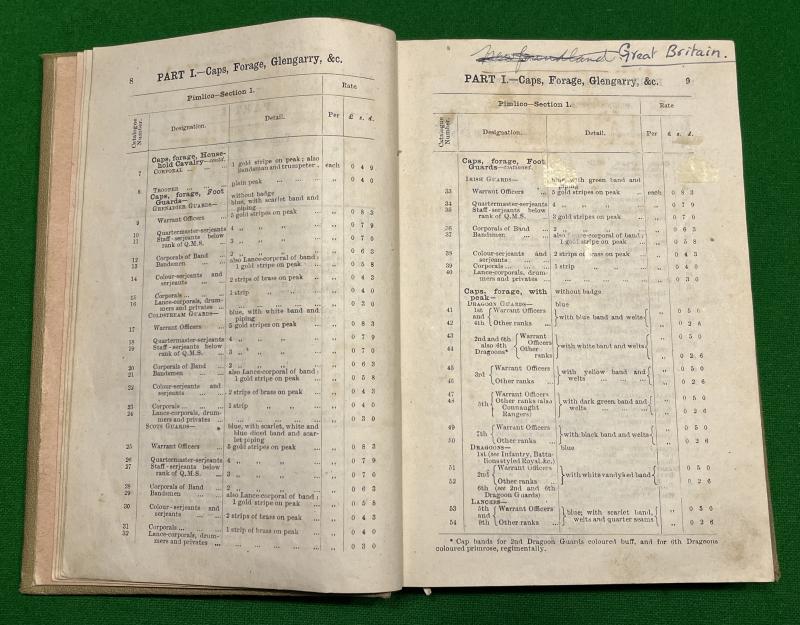 8 PART I.—Caps, Forage, Glengarry, &c.
Pimlico—Section 1. Rate
Catalogue Number. Designation. Detail. Per £ s. d.
Caps, forage, House-
hold Cavalry—contd.
7 CORPORAL ... 1 gold stripe on peak; also bandsman and trumpeter. each 0 4 9
8 TROOPER ... plain peak ... „ 0 4 0
Caps, forage, Foot
Guards— without badge
GRENADIER GUARDS— blue, with scarlet band and piping—
9 Warrant Officers 5 gold stripes on peak ... „ 0 8 3
10 Quartermaster-serjeants 4 „ „ „ ... „ 0 7 9
11 Staff-serjeants below rank of Q.M.S. 3 „ „ „ ... „ 0 7 0
12 Corporals of Band ... 2 „ „ „ ... „ 0 6 3
13 Bandsmen ... also Lance-corporal of band; 1 gold stripe on peak ... „ 0 5 8
14 Colour-serjeants and serjeants ... 2 strips of brass on peak ... „ 0 4 3
15 Corporals ... 1 strip „ „ ... „ 0 4 0
16 Lance-corporals, drummers and privates ... „ 0 3 0
COLDSTREAM GUARDS— blue, with white band and piping
17 Warrant Officers 5 gold stripes on peak ... „ 0 8 3
18 Quartermaster-serjeants 4 „ „ „ ... „ 0 7 9
19 Staff-serjeants below rank of Q.M.S. 3 „ „ „ ... „ 0 7 0
20 Corporals of Band ... 2 „ „ „ ... „ 0 6 3
21 Bandsmen ... also Lance-corporal of band; 1 gold stripe on peak ... „ 0 5 8
22 Colour-serjeants and serjeants ... 2 strips of brass on peak ... „ 0 4 3
23 Corporals ... 1 strip „ „ ... „ 0 4 0
24 Lance-corporals, drummers and privates ... „ 0 3 0
SCOTS GUARDS— blue, with scarlet, white and blue diced band and scarlet piping
25 Warrant Officers 5 gold stripes on peak ... „ 0 8 3
26 Quartermaster-serjeants 4 „ „ „ ... „ 0 7 9
27 Staff-serjeants below rank of Q.M.S. 3 „ „ „ ... „ 0 7 0
28 Corporals of Band ... 2 „ „ „ ... „ 0 6 3
29 Bandsmen ... also Lance-corporal of band; 1 gold stripe on peak ... „ 0 5 8
30 Colour-serjeants and serjeants ... 2 strips of brass on peak ... „ 0 4 3
31 Corporals ... 1 strip of brass on peak ... „ 0 4 0
32 Lance-corporals, drummers and privates ... „ 0 3 0
Newfoundland Great Britain.
PART I.—Caps, Forage, Glengarry, &c. 9
Pimlico—Section 1. Rate
Catalogue Number. Designation. Detail. Per £ s. d.
Caps, forage, Foot
Guards—continued.
IRISH GUARDS— blue, with green band and piping
33 Warrant Officers ... 5 gold stripes on peak ... each 0 8 3
34 Quartermaster-serjeants 4 „ „ „ ... „ 0 7 9
35 Staff-serjeants below rank of Q.M.S. 3 gold stripes on peak ... „ 0 7 0
36 Corporals of Band ... 2 „ „ „ ... „ 0 6 3
37 Bandsmen ... also Lance-corporal of band; 1 gold stripe on peak ... „ 0 5 8
38 Colour-serjeants and serjeants ... 2 strips of brass on peak ... „ 0 4 3
39 Corporals ... 1 strip „ „ ... „ 0 4 0
40 Lance-corporals, drummers and privates ... „ 0 3 0
Caps, forage, with
peak— without badges
DRAGOON GUARDS— blue
41 1st and 4th Warrant Officers with blue band and welts „
42 Other ranks „ 0 2 6
43 2nd and 6th also 6th Dragoons* Warrant Officers with white band and welts „ 0 5 0
44 Other ranks „ 0 2 6
45 3rd Warrant Officers with yellow band and welts ... „ 0 5 0
46 Other ranks „ 0 2 6
47 5th Warrant Officers with dark green band and welts ... „ 0 5 0
48 Other ranks (also Connaught Rangers) „ 0 2 6
49 7th Warrant Officers with black band and welts „ 0 5 0
50 Other ranks „ 0 2 6
DRAGOONS— blue
1st (see Infantry, Battalions styled Royal, &c.)
51 2nd Warrant Officers with white vandyked band „ 0 5 0
52 Other ranks „ 0 2 6
6th (see 2nd and 6th Dragoon Guards)
LANCERS—
53 5th and 9th Warrant Officers blue; with scarlet band, welts and quarter seams „ 0 5 0
54 Other ranks „ 0 2 6
* Cap bands for 2nd Dragoon Guards coloured buff, and for 6th Dragoons
coloured primrose, regimentally.